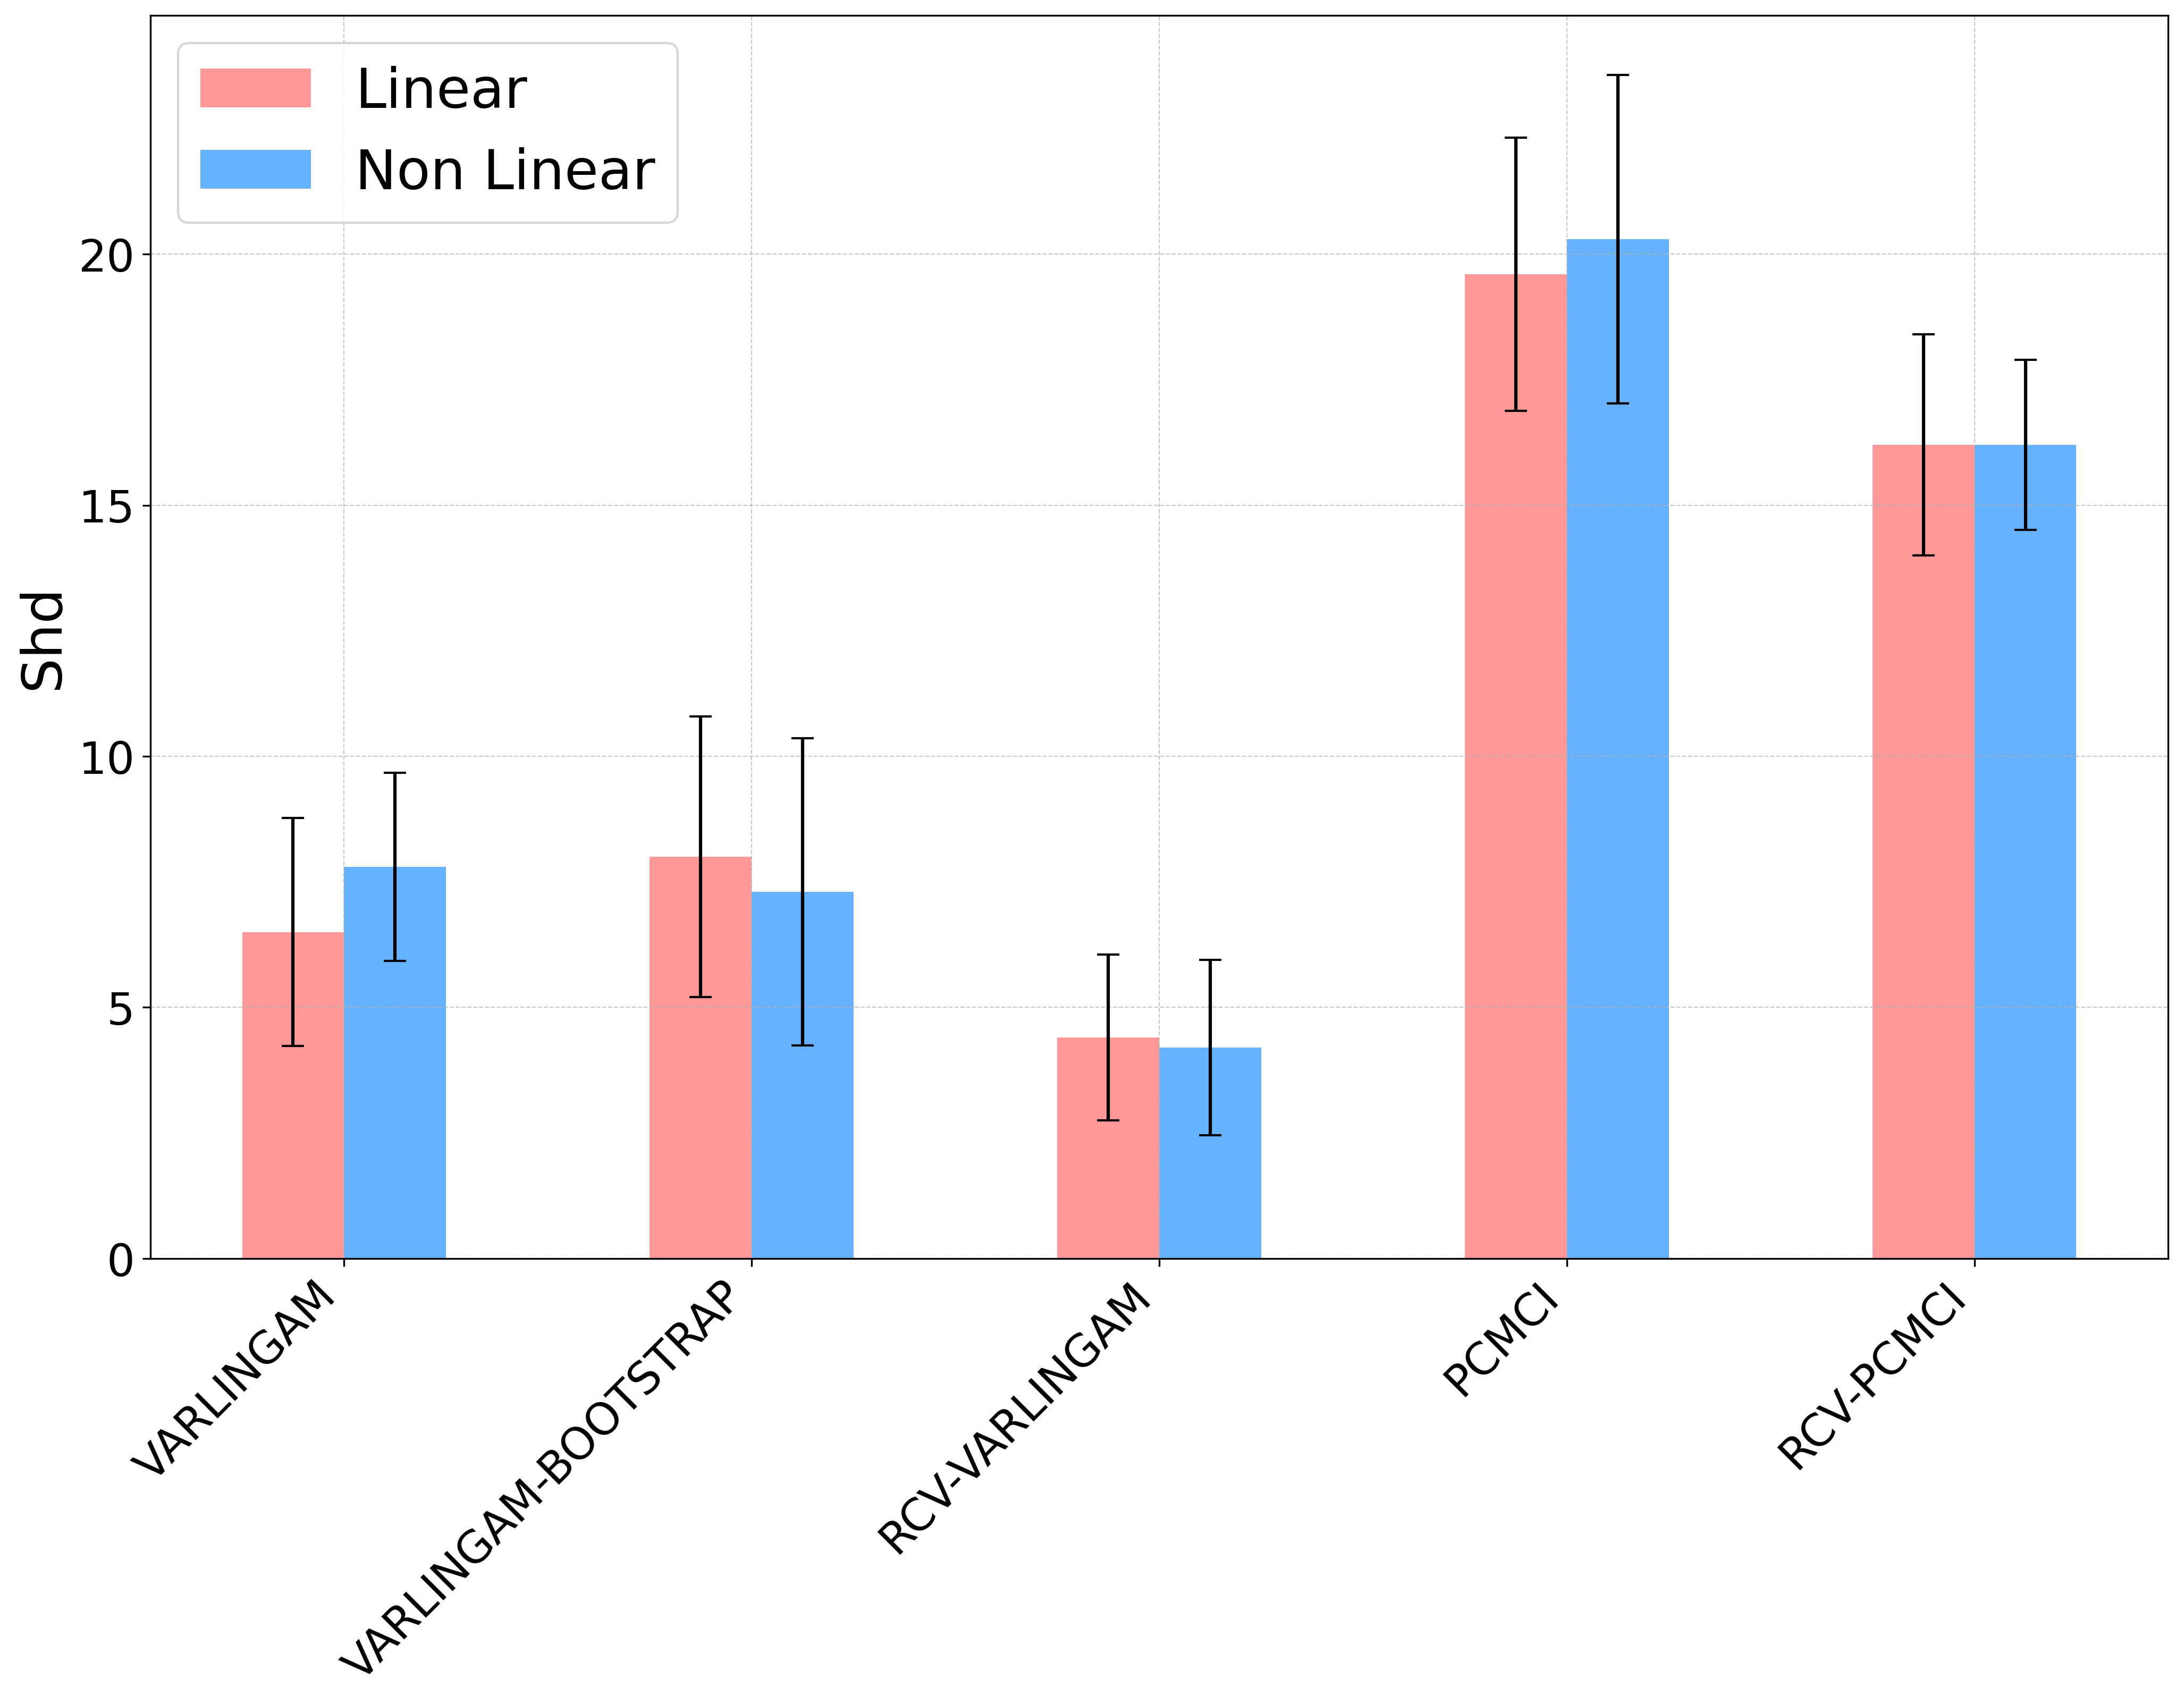 Linear
Non Linear
Shd
20
15
10
5
0
VARLINGAM
VARLINGAM-BOOTSTRAP
RCV-VARLINGAM
PCMCI
RCV-PCMCI